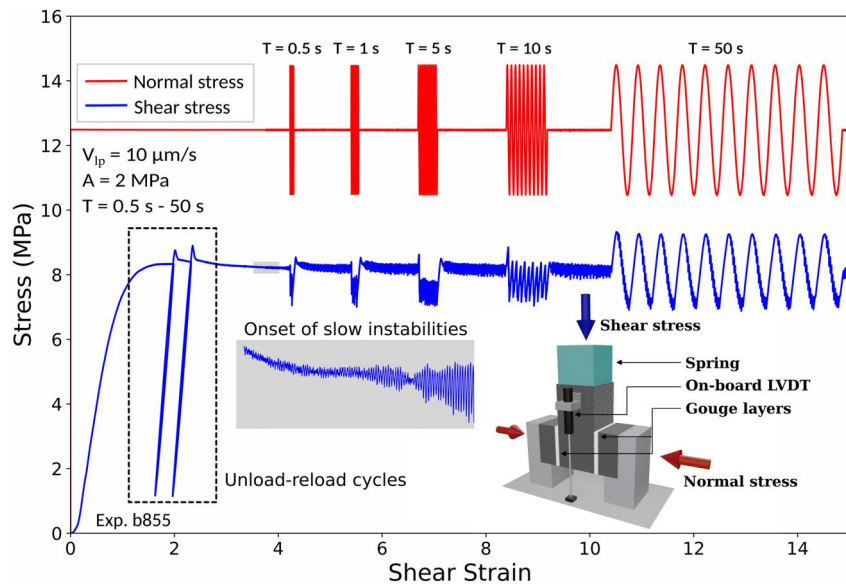 16
14
12
10
8
6
4
2
0
Stress (MPa)
T = 0.5 s T = 1 s T = 5 s T = 10 s T = 50 s
Normal stress
Shear stress
V_lp = 10 μm/s
A = 2 MPa
T = 0.5 s - 50 s
Onset of slow instabilities
Unload-reload cycles
Exp. b855
Shear stress
Spring
On-board LVDT
Gouge layers
Normal stress
0 2 4 6 8 10 12 14
Shear Strain